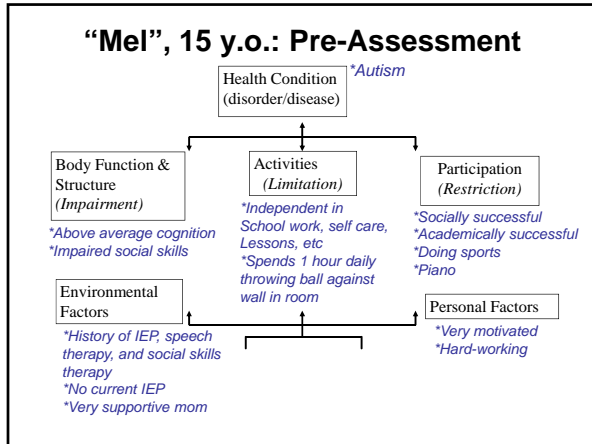 “Mel”, 15 y.o.: Pre-Assessment
Health Condition
(disorder/disease)
*Autism
Body Function &
Structure
(Impairment)
*Above average cognition
*Impaired social skills
Activities
(Limitation)
*Independent in
School work, self care,
Lessons, etc
*Spends 1 hour daily
throwing ball against
wall in room
Participation
(Restriction)
*Socially successful
*Academically successful
*Doing sports
*Piano
Environmental
Factors
*History of IEP, speech
therapy, and social skills
therapy
*No current IEP
*Very supportive mom
Personal Factors
*Very motivated
*Hard-working